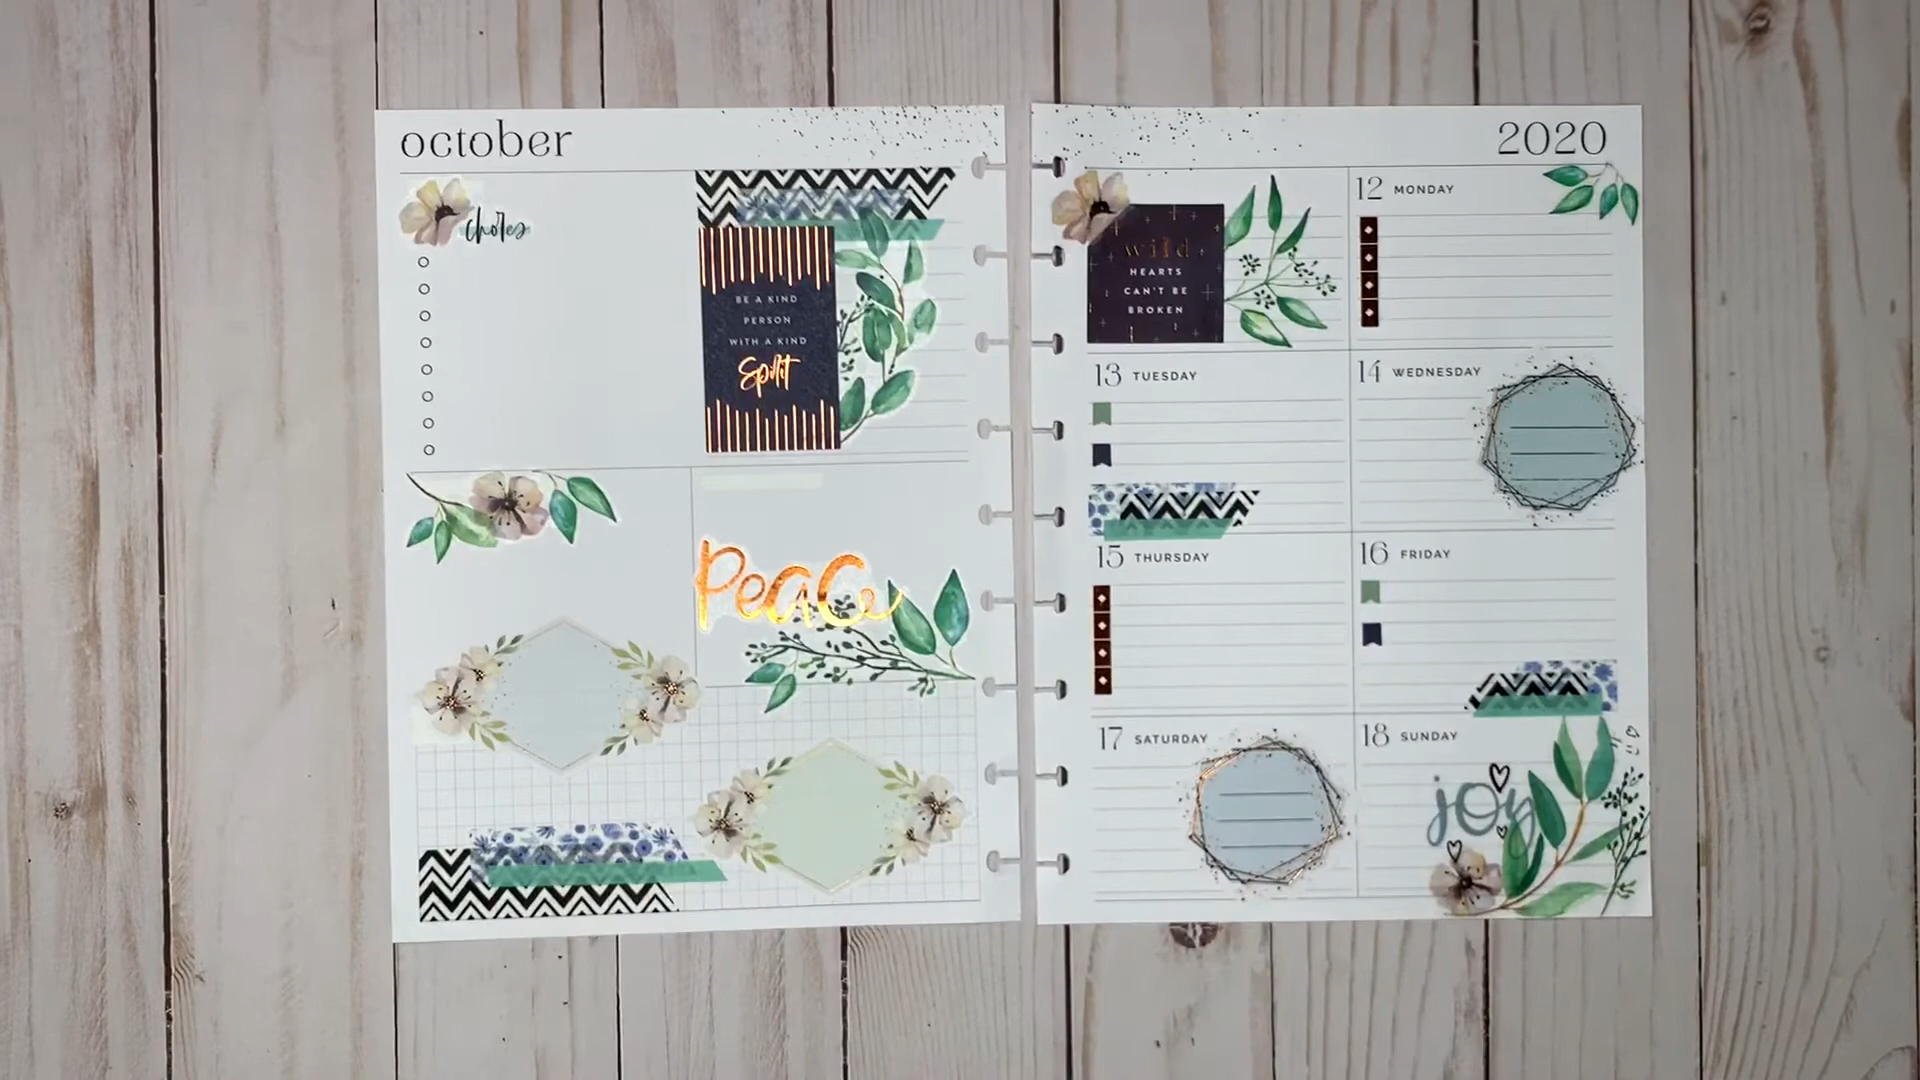 october
chores
BE A KIND
PERSON
WITH A KIND
Spirit
Peace
2020
wild
HEARTS
CAN'T BE
BROKEN
12 MONDAY
13 TUESDAY
14 WEDNESDAY
15 THURSDAY
16 FRIDAY
17 SATURDAY
18 SUNDAY
joy